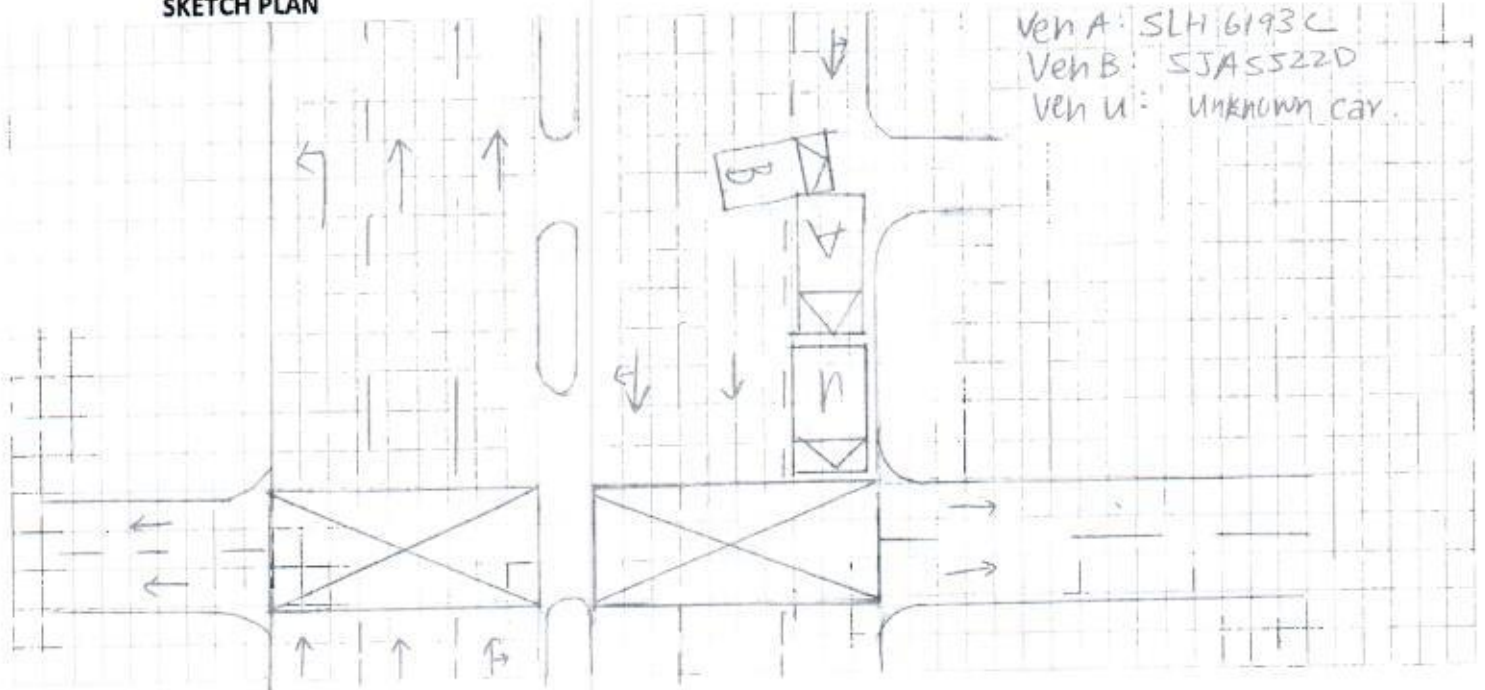 SKETCH PLAN
Veh A: SLH 6193C
Veh B: SJA5522D
Veh U: Unknown car.
B
A
U